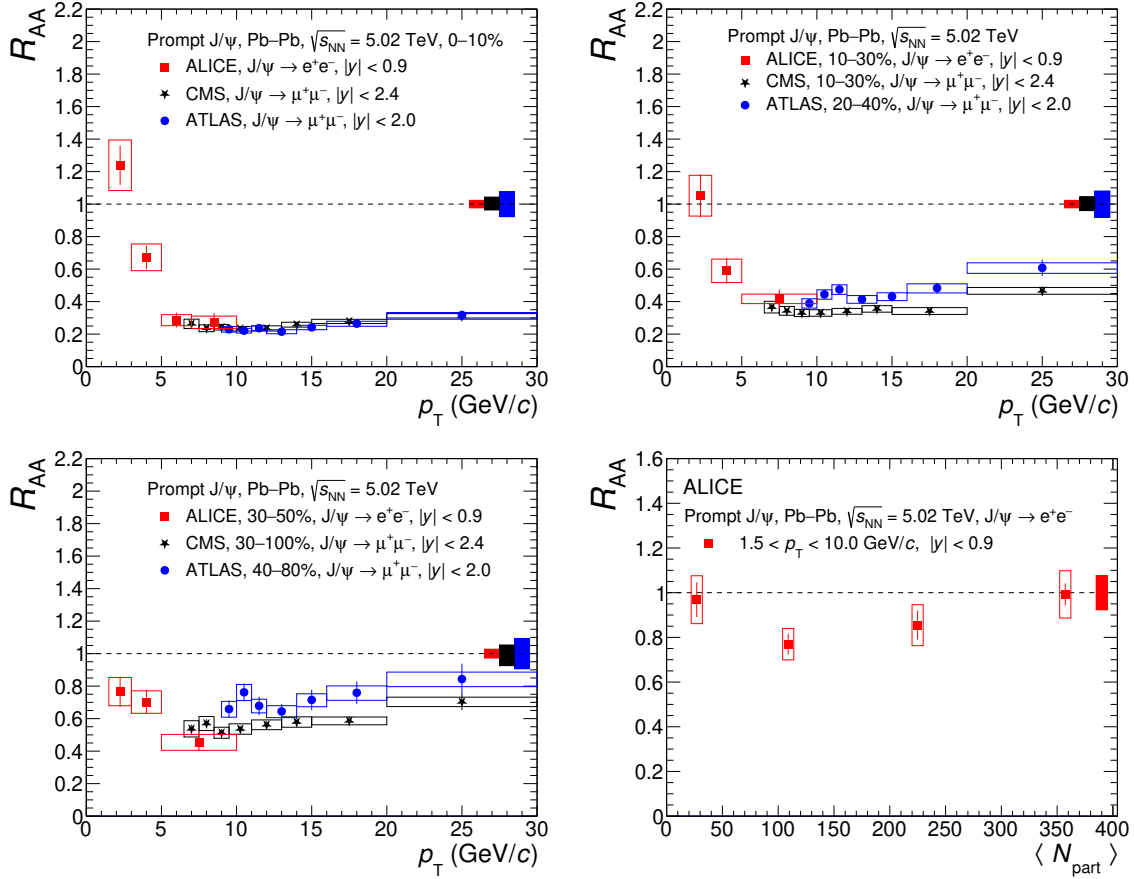 R_AA
2.2
2
1.8
1.6
1.4
1.2
1
0.8
0.6
0.4
0.2
0
Prompt J/ψ, Pb–Pb, √s_NN = 5.02 TeV, 0–10%
ALICE, J/ψ → e⁺e⁻, |y| < 0.9
CMS, J/ψ → μ⁺μ⁻, |y| < 2.4
ATLAS, J/ψ → μ⁺μ⁻, |y| < 2.0
0 5 10 15 20 25 30
p_T (GeV/c)
R_AA
2.2
2
1.8
1.6
1.4
1.2
1
0.8
0.6
0.4
0.2
0
Prompt J/ψ, Pb–Pb, √s_NN = 5.02 TeV
ALICE, 10–30%, J/ψ → e⁺e⁻, |y| < 0.9
CMS, 10–30%, J/ψ → μ⁺μ⁻, |y| < 2.4
ATLAS, 20–40%, J/ψ → μ⁺μ⁻, |y| < 2.0
0 5 10 15 20 25 30
p_T (GeV/c)
R_AA
2.2
2
1.8
1.6
1.4
1.2
1
0.8
0.6
0.4
0.2
0
Prompt J/ψ, Pb–Pb, √s_NN = 5.02 TeV
ALICE, 30–50%, J/ψ → e⁺e⁻, |y| < 0.9
CMS, 30–100%, J/ψ → μ⁺μ⁻, |y| < 2.4
ATLAS, 40–80%, J/ψ → μ⁺μ⁻, |y| < 2.0
0 5 10 15 20 25 30
p_T (GeV/c)
R_AA
1.6
1.4
1.2
1
0.8
0.6
0.4
0.2
0
ALICE
Prompt J/ψ, Pb–Pb, √s_NN = 5.02 TeV, J/ψ → e⁺e⁻
1.5 < p_T < 10.0 GeV/c, |y| < 0.9
0 50 100 150 200 250 300 350 400
⟨ N_part ⟩